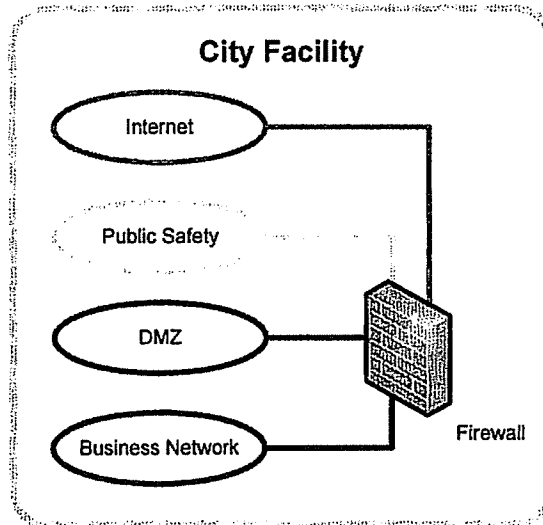 City Facility
Internet
Public Safety
DMZ
Business Network
Firewall